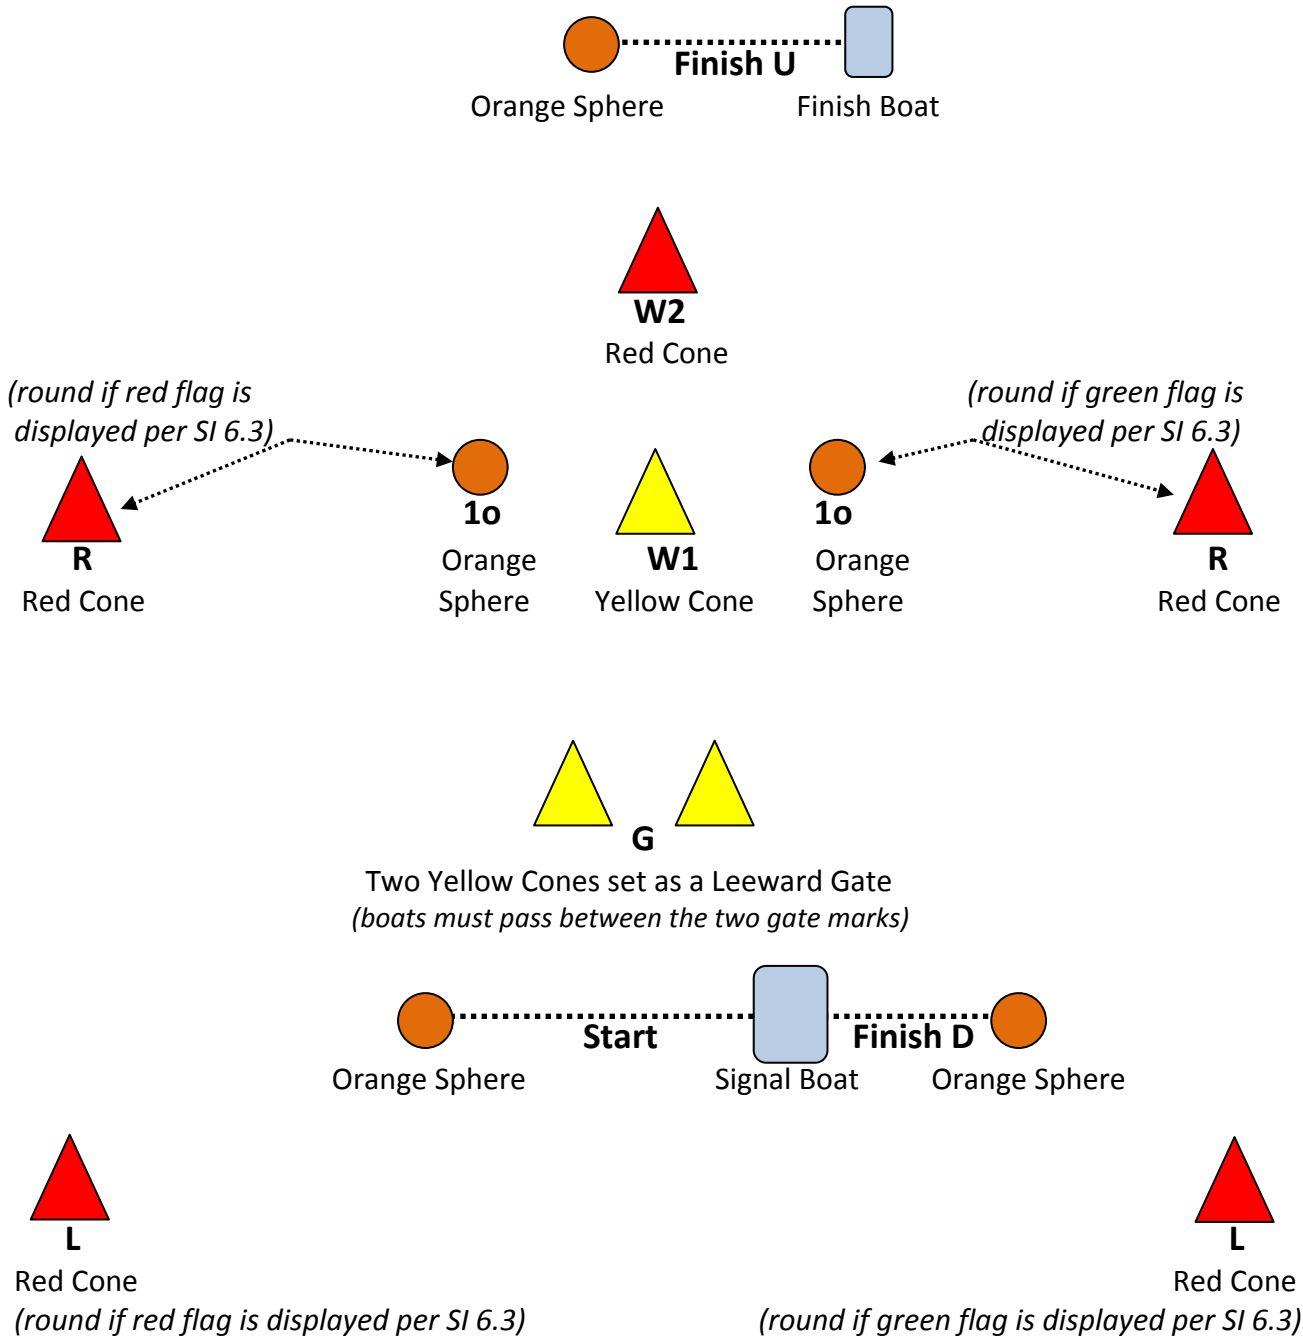 Finish U
Orange Sphere
Finish Boat
W2
Red Cone
(round if red flag is
displayed per SI 6.3)
(round if green flag is
displayed per SI 6.3)
R
Red Cone
1o
Orange
Sphere
W1
Yellow Cone
1o
Orange
Sphere
R
Red Cone
G
Two Yellow Cones set as a Leeward Gate
(boats must pass between the two gate marks)
Start
Finish D
Orange Sphere
Signal Boat
Orange Sphere
L
Red Cone
(round if red flag is displayed per SI 6.3)
L
Red Cone
(round if green flag is displayed per SI 6.3)